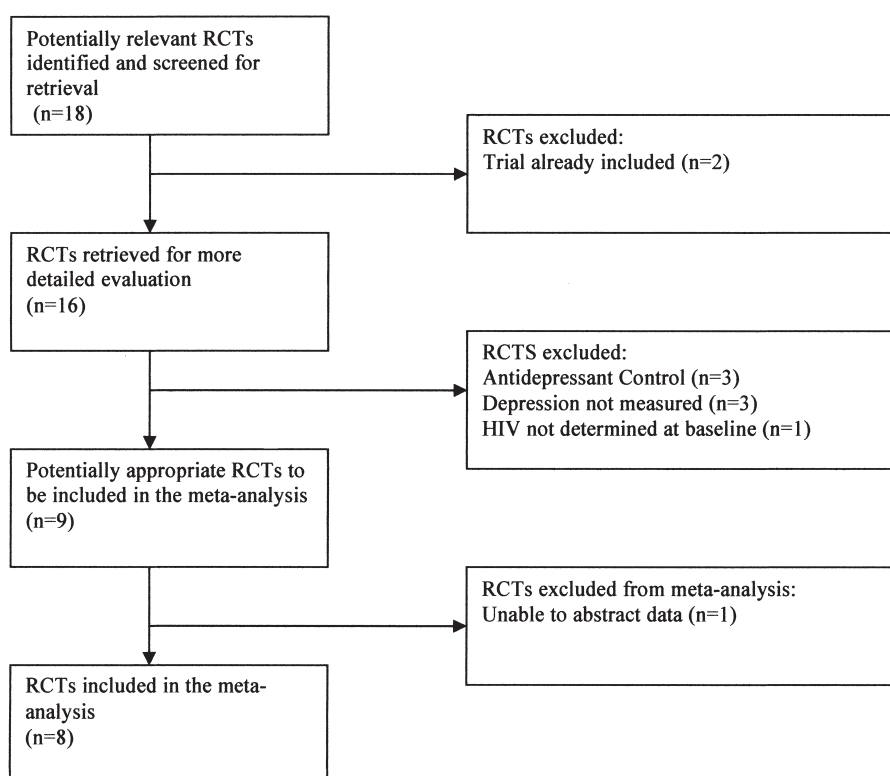 Potentially relevant RCTs
identified and screened for
retrieval
(n=18)
RCTs excluded:
Trial already included (n=2)
RCTs retrieved for more
detailed evaluation
(n=16)
RCTS excluded:
Antidepressant Control (n=3)
Depression not measured (n=3)
HIV not determined at baseline (n=1)
Potentially appropriate RCTs to
be included in the meta-analysis
(n=9)
RCTs excluded from meta-analysis:
Unable to abstract data (n=1)
RCTs included in the meta-
analysis
(n=8)